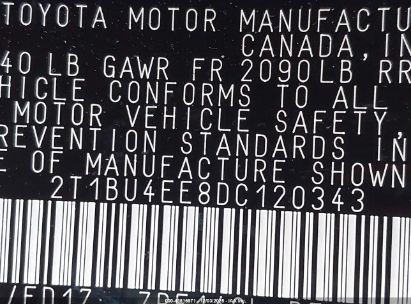 TOYOTA MOTOR MANUFACTU
CANADA, IN
40 LB GAWR FR 2090LB RR
HICLE CONFORMS TO ALL
MOTOR VEHICLE SAFETY,
REVENTION STANDARDS IN
E OF MANUFACTURE SHOWN
2T1BU4EE8DC120343